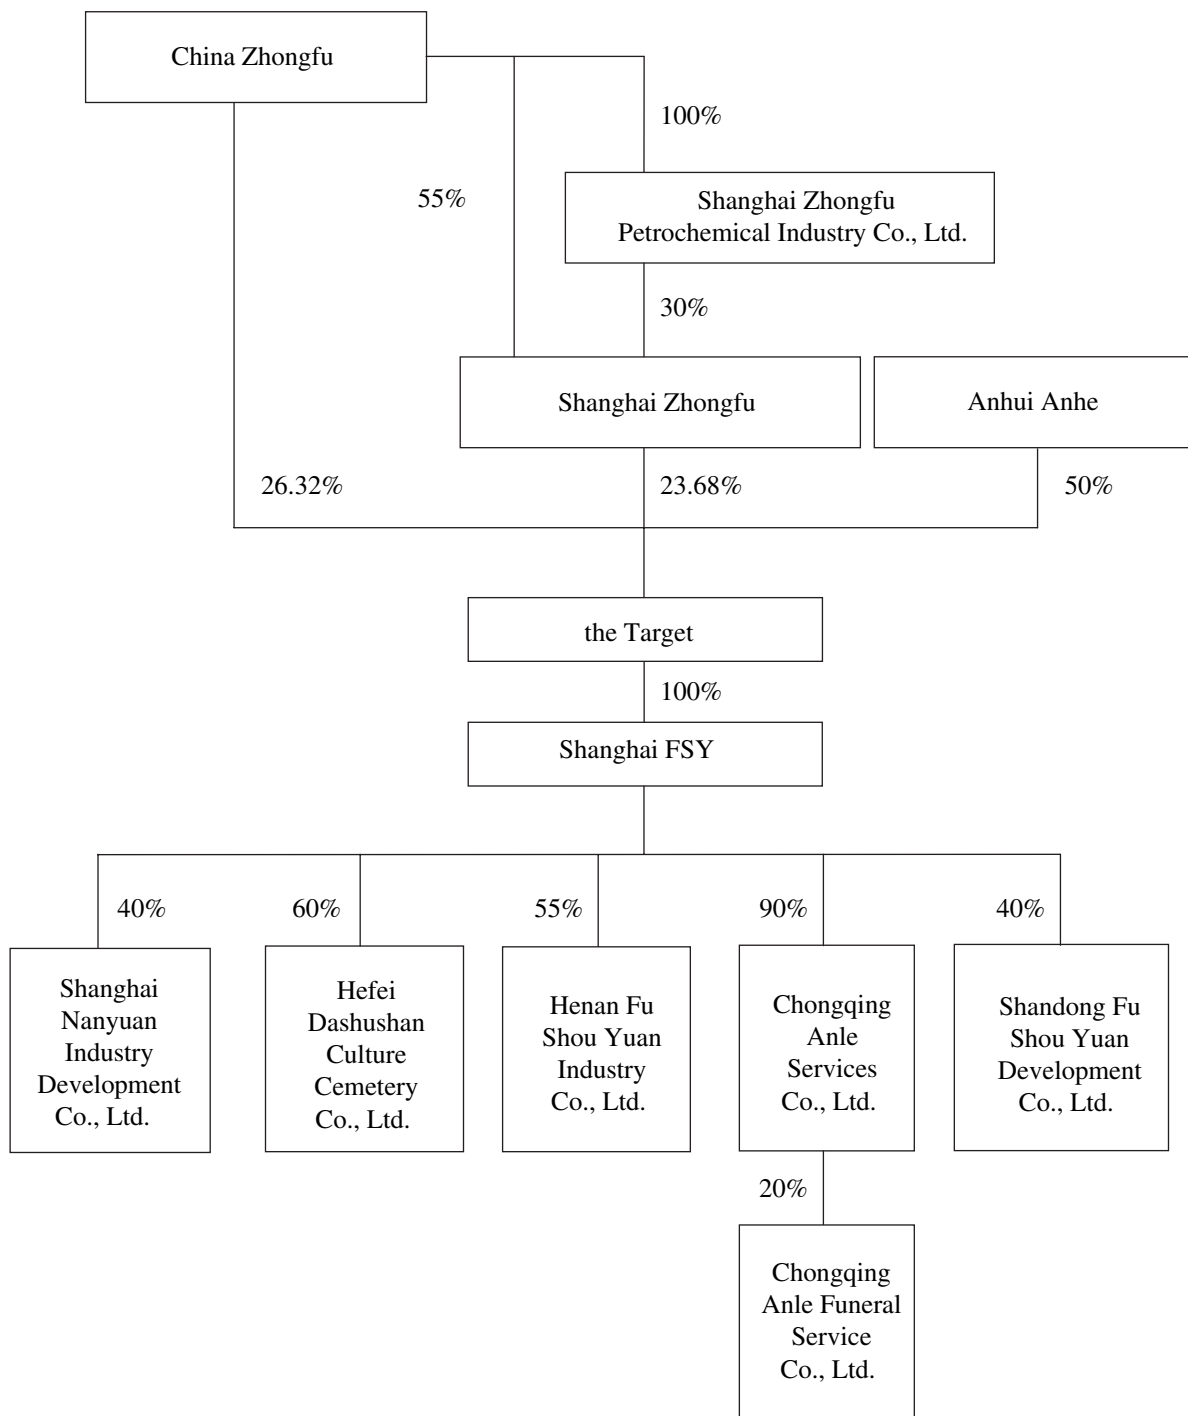 China Zhongfu
100%
55%
Shanghai Zhongfu
Petrochemical Industry Co., Ltd.
30%
Shanghai Zhongfu
Anhui Anhe
26.32%
23.68%
50%
the Target
100%
Shanghai FSY
40%
60%
55%
90%
40%
Shanghai
Nanyuan
Industry
Development
Co., Ltd.
Hefei
Dashushan
Culture
Cemetery
Co., Ltd.
Henan Fu
Shou Yuan
Industry
Co., Ltd.
Chongqing
Anle
Services
Co., Ltd.
Shandong Fu
Shou Yuan
Development
Co., Ltd.
20%
Chongqing
Anle Funeral
Service
Co., Ltd.